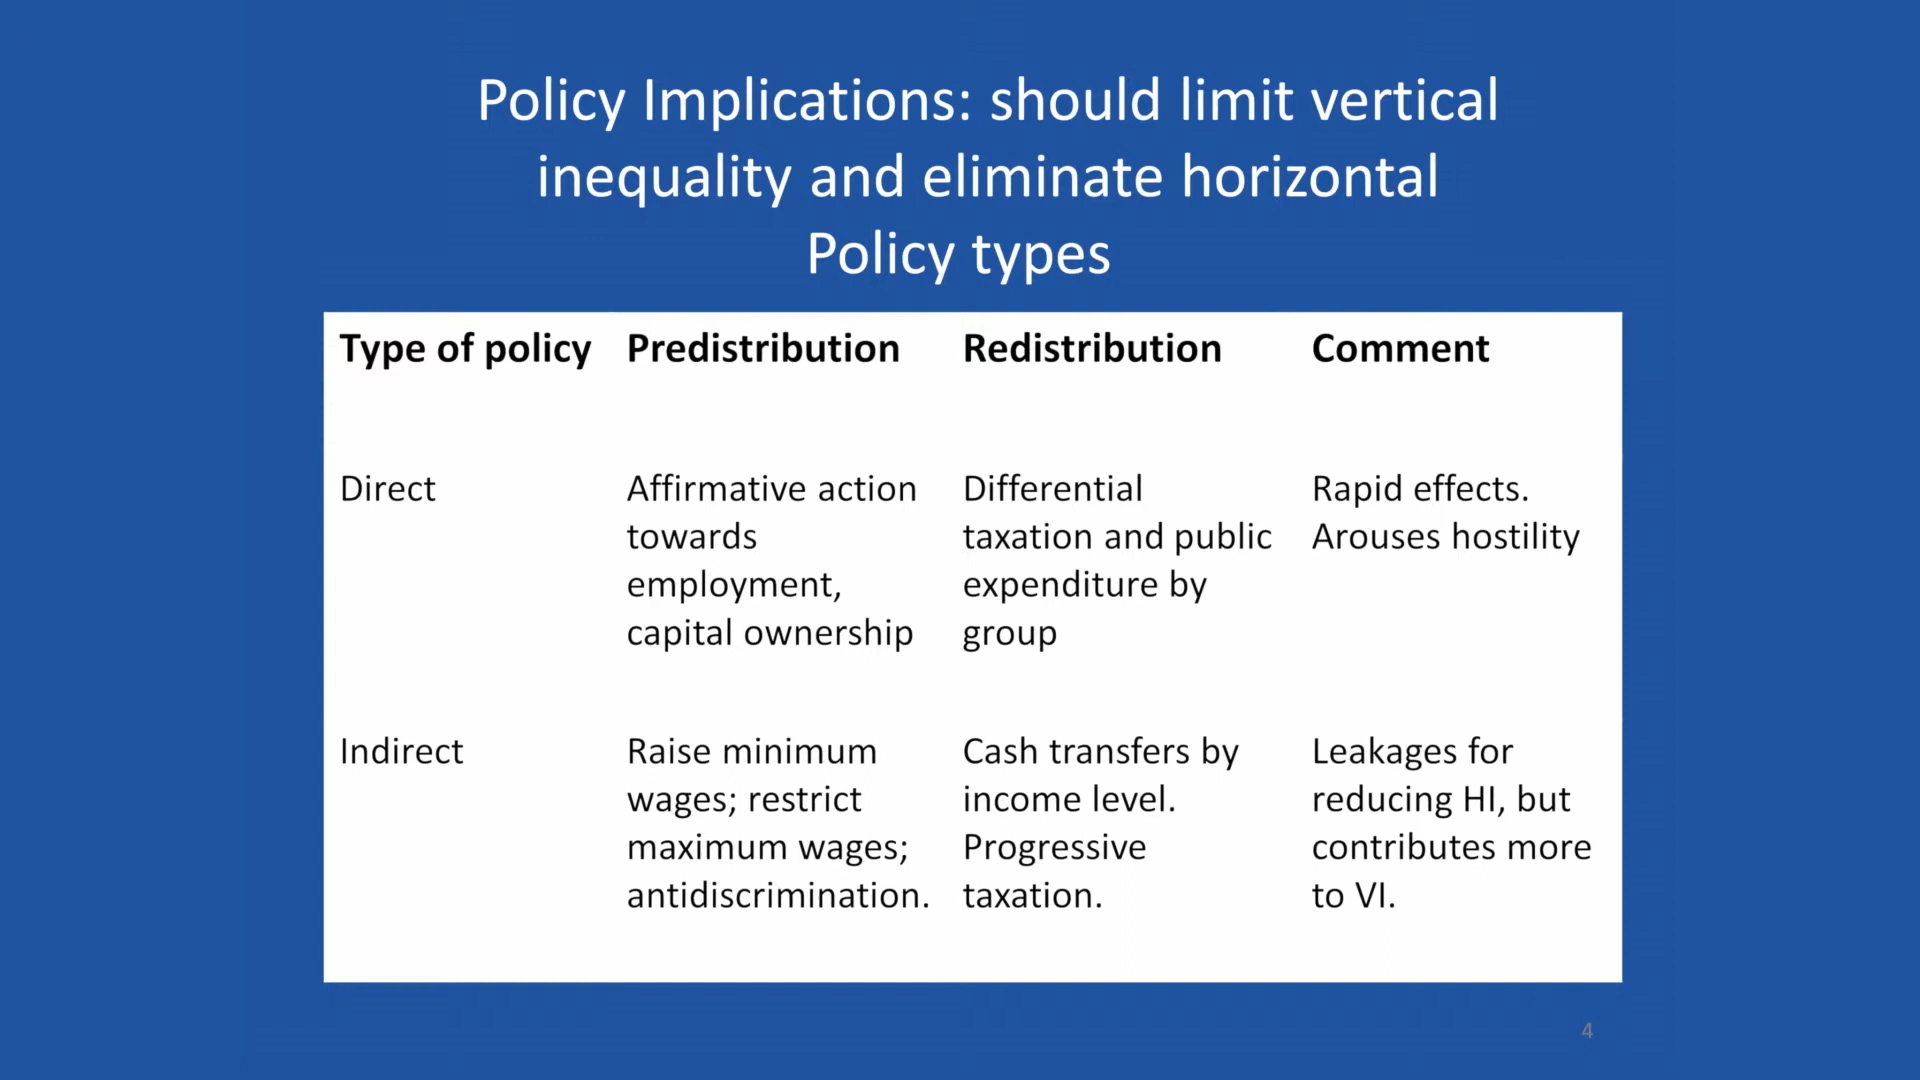 Policy Implications: should limit vertical
inequality and eliminate horizontal
Policy types
Type of policy Predistribution Redistribution Comment
Direct
Affirmative action
towards
employment,
capital ownership
Differential
taxation and public
expenditure by
group
Rapid effects.
Arouses hostility
Indirect
Raise minimum
wages; restrict
maximum wages;
antidiscrimination.
Cash transfers by
income level.
Progressive
taxation.
Leakages for
reducing HI, but
contributes more
to VI.
4